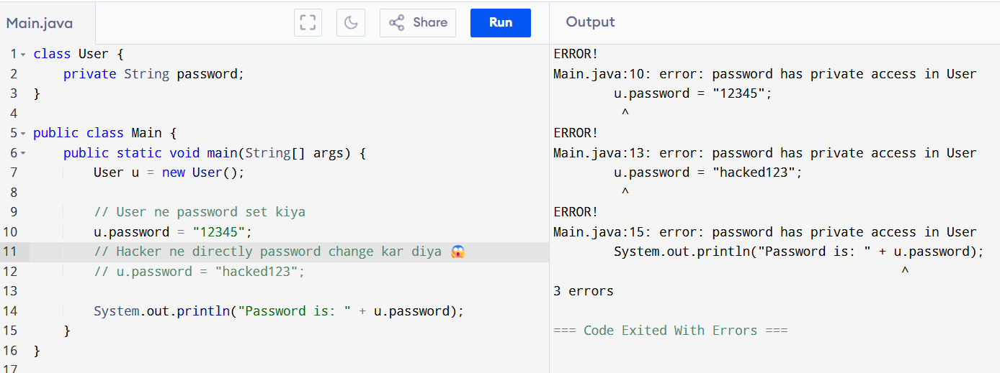 Main.java
Share
Run
Output
1 class User {
2 private String password;
3 }
4
5 public class Main {
6 public static void main(String[] args) {
7 User u = new User();
8
9 // User ne password set kiya
10 u.password = "12345";
11 // Hacker ne directly password change kar diya 😱
12 // u.password = "hacked123";
13
14 System.out.println("Password is: " + u.password);
15 }
16 }
17
ERROR!
Main.java:10: error: password has private access in User
u.password = "12345";
^
ERROR!
Main.java:13: error: password has private access in User
u.password = "hacked123";
^
ERROR!
Main.java:15: error: password has private access in User
System.out.println("Password is: " + u.password);
^
3 errors
=== Code Exited With Errors ===